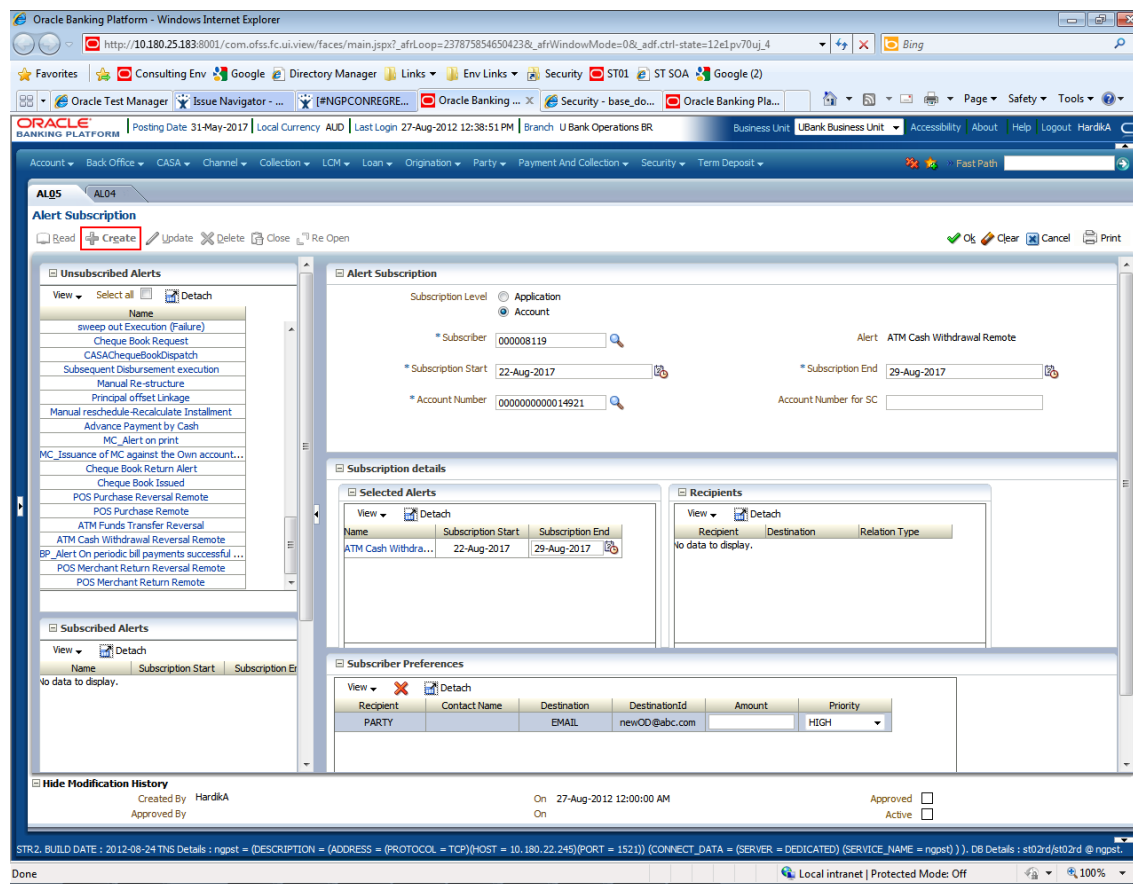 Oracle Banking Platform - Windows Internet Explorer
http://10.180.25.183:8001/com.ofss.fc.ui.view/faces/main.jspx?_afrLoop=237875854650423&_afrWindowMode=0&_adf.ctrl-state=12e1pv70uj_4 Bing
Favorites Consulting Env Google Directory Manager Links Env Links Security ST01 ST SOA Google (2)
Oracle Test Manager Issue Navigator - ... [#NGPCONREGRE... Oracle Banking ... Security - base_do... Oracle Banking Pla... Page Safety Tools
ORACLE BANKING PLATFORM Posting Date 31-May-2017 Local Currency AUD Last Login 27-Aug-2012 12:38:51 PM Branch U Bank Operations BR Business Unit UBank Business Unit Accessibility About Help Logout HardikA
Account Back Office CASA Channel Collection LCM Loan Origination Party Payment And Collection Security Term Deposit » Fast Path
AL05 AL04
Alert Subscription
Read Create Update Delete Close Re Open Ok Clear Cancel Print
Unsubscribed Alerts
View Select all Detach
Name
sweep out Execution (Failure)
Cheque Book Request
CASAChequeBookDispatch
Subsequent Disbursement execution
Manual Re-structure
Principal offset Linkage
Manual reschedule-Recalculate Installment
Advance Payment by Cash
MC_Alert on print
MC_Issuance of MC against the Own account...
Cheque Book Return Alert
Cheque Book Issued
POS Purchase Reversal Remote
POS Purchase Remote
ATM Funds Transfer Reversal
ATM Cash Withdrawal Reversal Remote
BP_Alert On periodic bill payments successful ...
POS Merchant Return Reversal Remote
POS Merchant Return Remote
Subscribed Alerts
View Detach
Name Subscription Start Subscription En
No data to display.
Alert Subscription
Subscription Level Application
Account
* Subscriber 000008119 Alert ATM Cash Withdrawal Remote
* Subscription Start 22-Aug-2017 * Subscription End 29-Aug-2017
* Account Number 0000000000014921 Account Number for SC
Subscription details
Selected Alerts
View Detach
Name Subscription Start Subscription End
ATM Cash Withdra... 22-Aug-2017 29-Aug-2017
Recipients
View Detach
Recipient Destination Relation Type
No data to display.
Subscriber Preferences
View Detach
Recipient Contact Name Destination DestinationId Amount Priority
PARTY EMAIL newOD@abc.com HIGH
Hide Modification History
Created By HardikA On 27-Aug-2012 12:00:00 AM Approved
Approved By On Active
STR2. BUILD DATE : 2012-08-24 TNS Details : ngpst = (DESCRIPTION = (ADDRESS = (PROTOCOL = TCP)(HOST = 10.180.22.245)(PORT = 1521)) (CONNECT_DATA = (SERVER = DEDICATED) (SERVICE_NAME = ngpst) ) ). DB Details : st02rd/st02rd @ ngpst.
Done Local intranet | Protected Mode: Off 100%